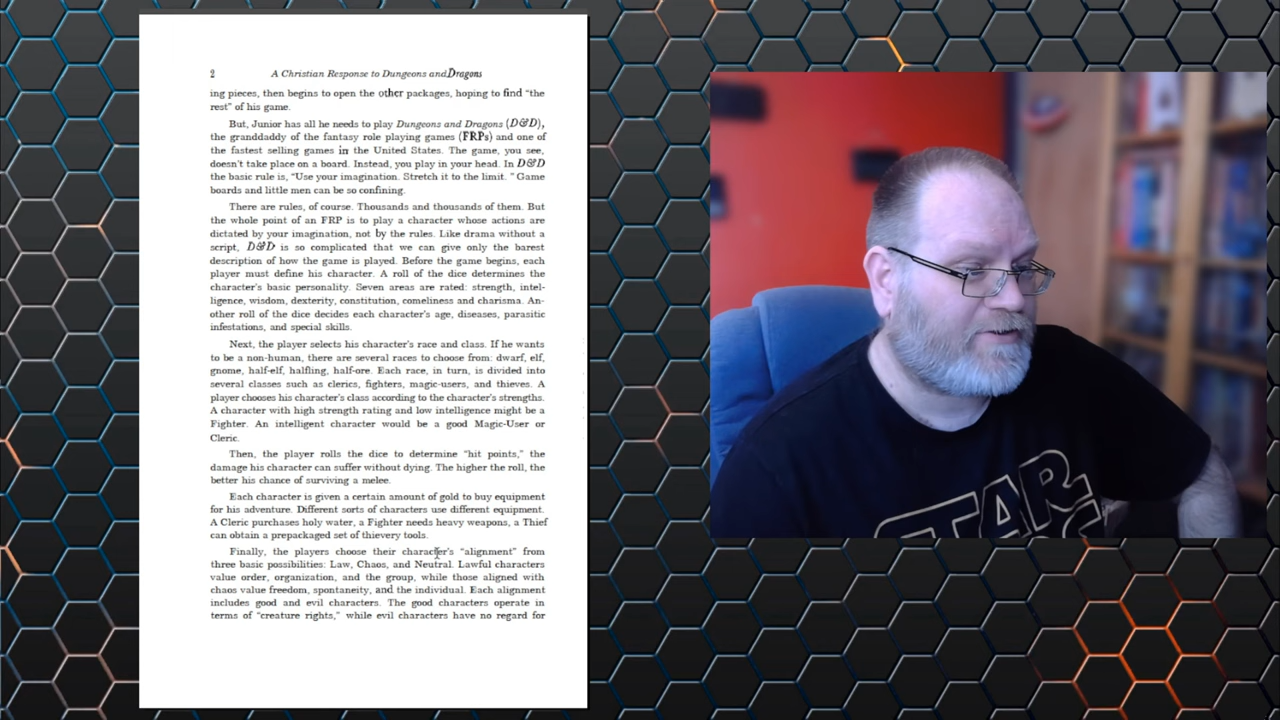 2 A Christian Response to Dungeons and Dragons
ing pieces, then begins to open the other packages, hoping to find "the
rest" of his game.
But, Junior has all he needs to play Dungeons and Dragons (D&D),
the granddaddy of the fantasy role playing games (FRPs) and one of
the fastest selling games in the United States. The game, you see,
doesn't take place on a board. Instead, you play in your head. In D&D
the basic rule is, "Use your imagination. Stretch it to the limit. " Game
boards and little men can be so confining.
There are rules, of course. Thousands and thousands of them. But
the whole point of an FRP is to play a character whose actions are
dictated by your imagination, not by the rules. Like drama without a
script, D&D is so complicated that we can give only the barest
description of how the game is played. Before the game begins, each
player must define his character. A roll of the dice determines the
character's basic personality. Seven areas are rated: strength, intel-
ligence, wisdom, dexterity, constitution, comeliness and charisma. An-
other roll of the dice decides each character's age, diseases, parasitic
infestations, and special skills.
Next, the player selects his character's race and class. If he wants
to be a non-human, there are several races to choose from: dwarf, elf,
gnome, half-elf, halfling, half-ore. Each race, in turn, is divided into
several classes such as clerics, fighters, magic-users, and thieves. A
player chooses his character's class according to the character's strengths.
A character with high strength rating and low intelligence might be a
Fighter. An intelligent character would be a good Magic-User or
Cleric.
Then, the player rolls the dice to determine "hit points," the
damage his character can suffer without dying. The higher the roll, the
better his chance of surviving a melee.
Each character is given a certain amount of gold to buy equipment
for his adventure. Different sorts of characters use different equipment.
A Cleric purchases holy water, a Fighter needs heavy weapons, a Thief
can obtain a prepackaged set of thievery tools.
Finally, the players choose their character's "alignment" from
three basic possibilities: Law, Chaos, and Neutral. Lawful characters
value order, organization, and the group, while those aligned with
chaos value freedom, spontaneity, and the individual. Each alignment
includes good and evil characters. The good characters operate in
terms of "creature rights," while evil characters have no regard for
STAR